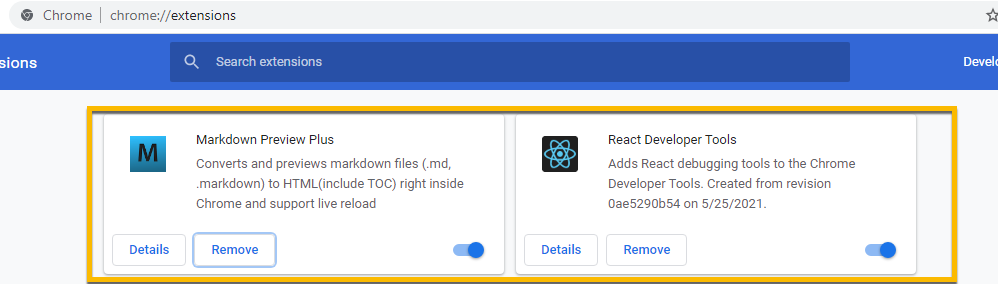 Chrome | chrome://extensions
sions
Search extensions
Develo
M
Markdown Preview Plus
Converts and previews markdown files (.md,
.markdown) to HTML(include TOC) right inside
Chrome and support live reload
Details
Remove
React Developer Tools
Adds React debugging tools to the Chrome
Developer Tools. Created from revision
0ae5290b54 on 5/25/2021.
Details
Remove